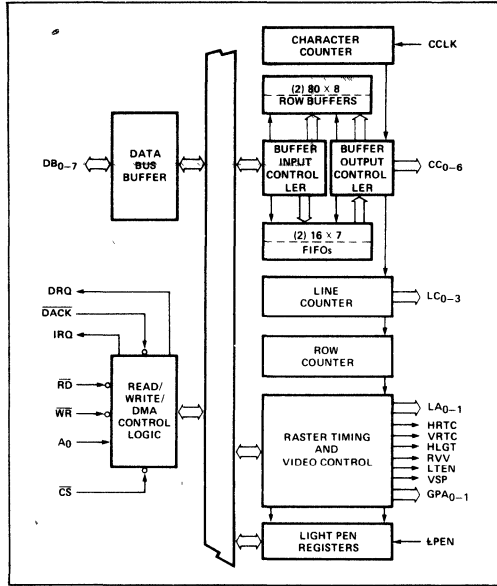 CHARACTER
COUNTER
CCLK
(2) 80 × 8
ROW BUFFERS
DB0-7
DATA
BUS
BUFFER
BUFFER
INPUT
CONTROL
LER
BUFFER
OUTPUT
CONTROL
LER
CC0-6
(2) 16 × 7
FIFOs
DRQ
DACK
IRQ
LINE
COUNTER
LC0-3
ROW
COUNTER
RD
WR
A0
CS
READ/
WRITE/
DMA
CONTROL
LOGIC
RASTER TIMING
AND
VIDEO CONTROL
LA0-1
HRTC
VRTC
HLGT
RVV
LTEN
VSP
GPA0-1
LIGHT PEN
REGISTERS
LPEN